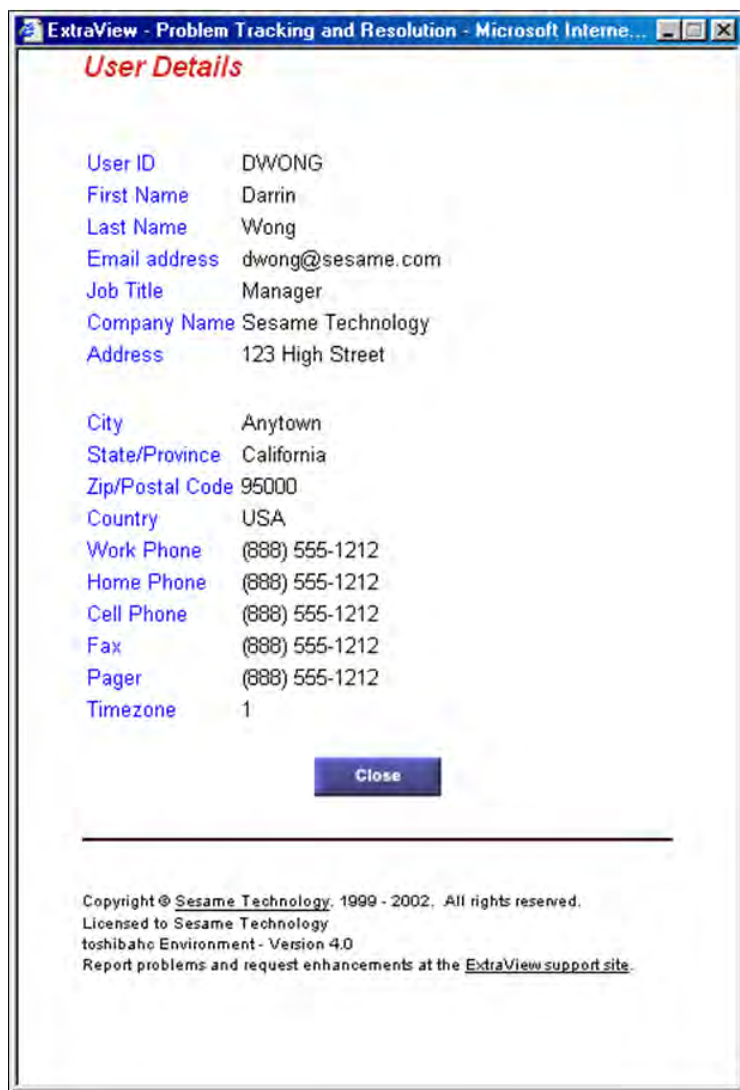 ExtraView - Problem Tracking and Resolution - Microsoft Interne...
User Details
User ID DWONG
First Name Darrin
Last Name Wong
Email address dwong@sesame.com
Job Title Manager
Company Name Sesame Technology
Address 123 High Street
City Anytown
State/Province California
Zip/Postal Code 95000
Country USA
Work Phone (888) 555-1212
Home Phone (888) 555-1212
Cell Phone (888) 555-1212
Fax (888) 555-1212
Pager (888) 555-1212
Timezone 1
Close
Copyright © Sesame Technology. 1999 - 2002. All rights reserved.
Licensed to Sesame Technology
toshibahc Environment - Version 4.0
Report problems and request enhancements at the ExtraView support site.